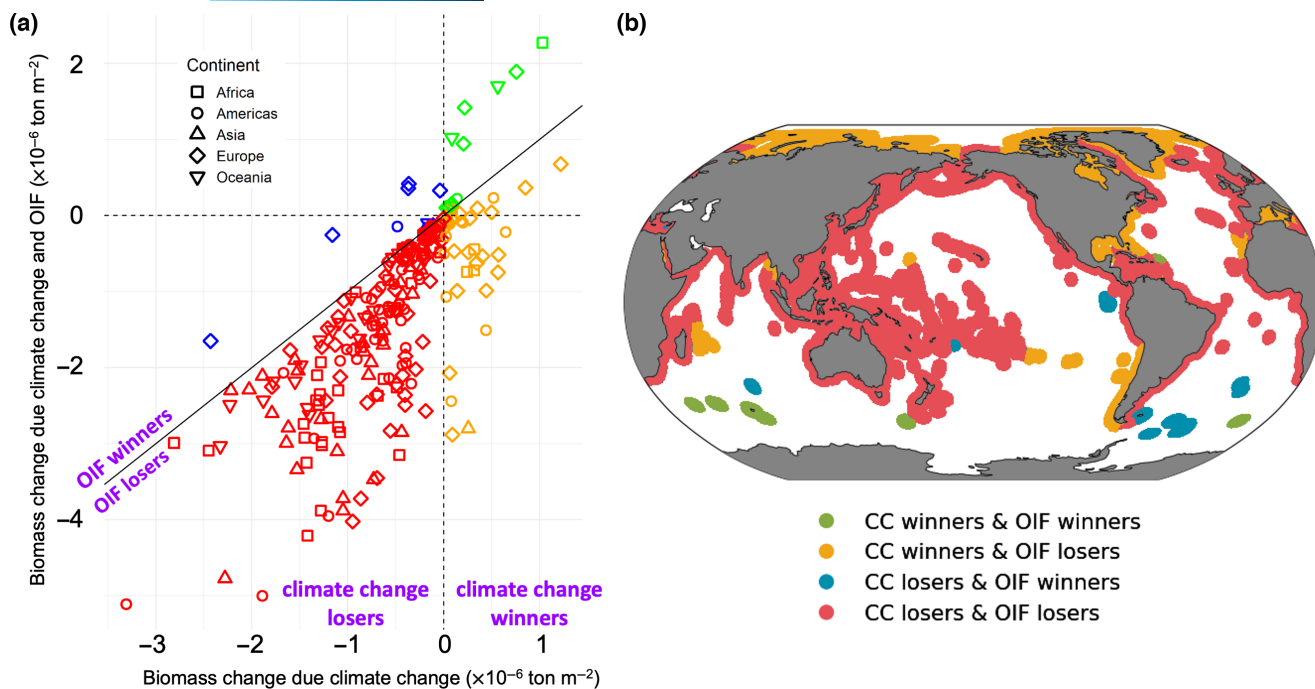 (a)
(b)
Biomass change due climate change and OIF (×10⁻⁶ ton m⁻²)
2
0
−2
−4
Continent
Africa
Americas
Asia
Europe
Oceania
OIF winners
OIF losers
climate change
losers
climate change
winners
−3
−2
−1
0
1
Biomass change due climate change (×10⁻⁶ ton m⁻²)
CC winners & OIF winners
CC winners & OIF losers
CC losers & OIF winners
CC losers & OIF losers